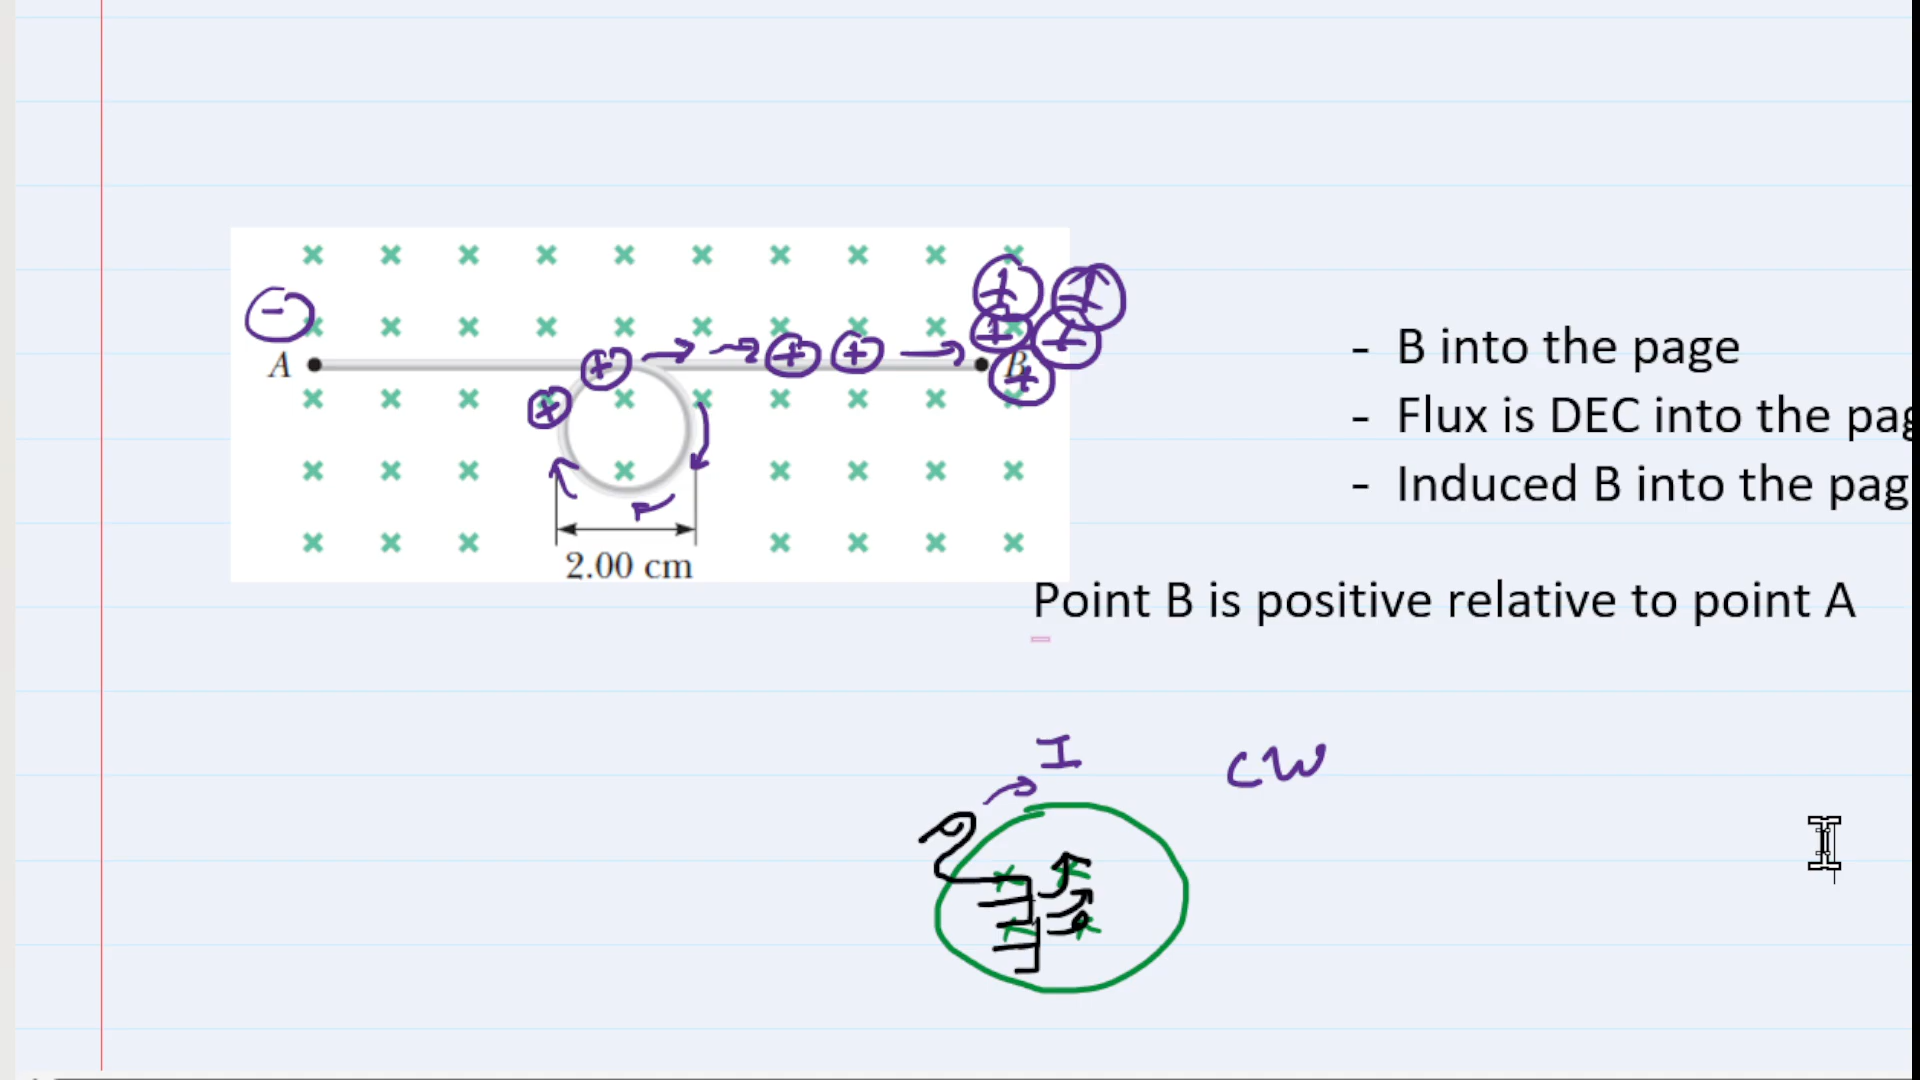 A
B
2.00 cm
- B into the page
- Flux is DEC into the pag
- Induced B into the pag
Point B is positive relative to point A
I
CW